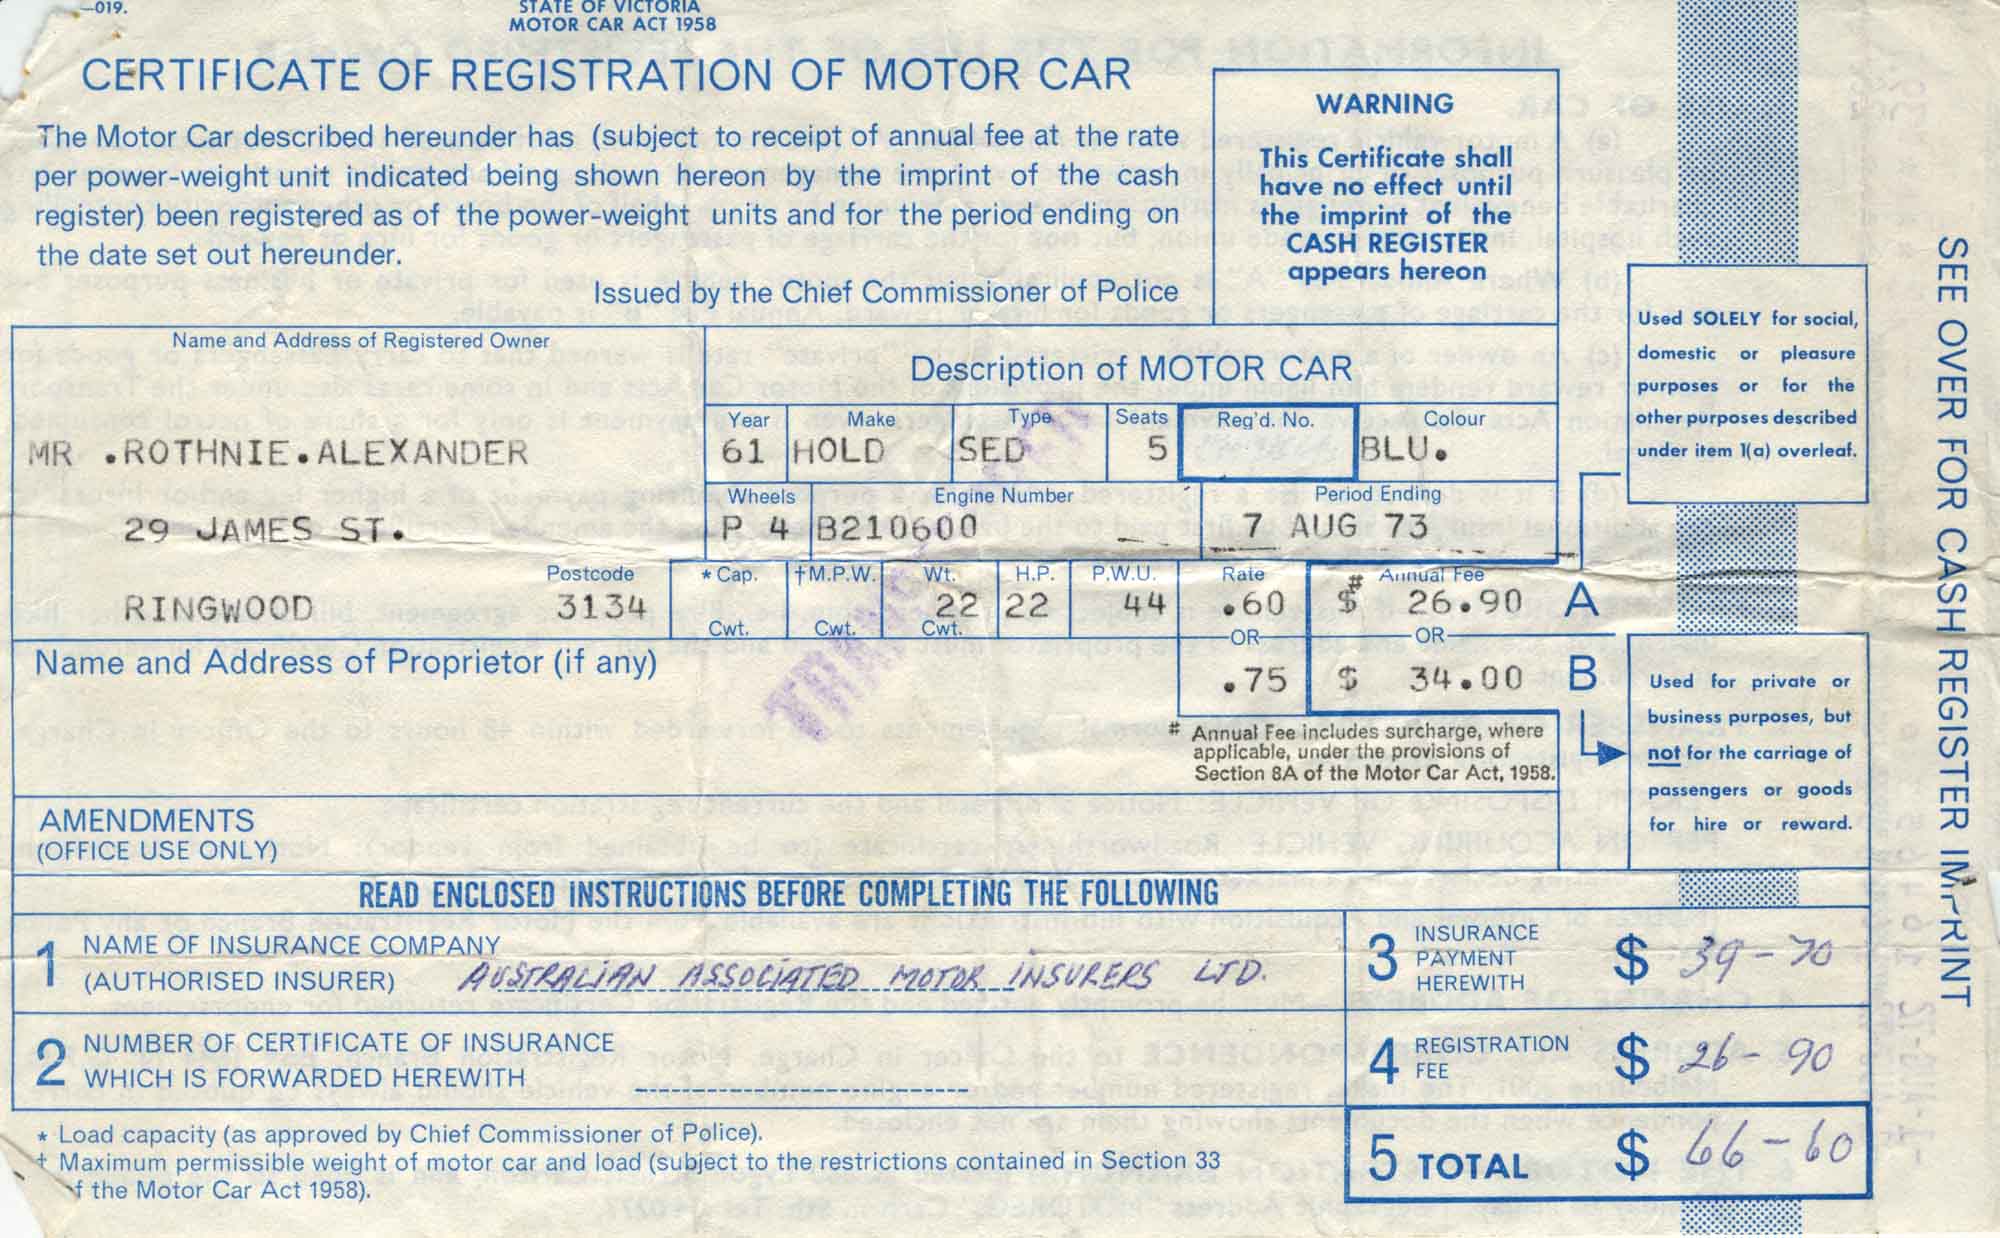 —019.
STATE OF VICTORIA
MOTOR CAR ACT 1958
CERTIFICATE OF REGISTRATION OF MOTOR CAR
The Motor Car described hereunder has (subject to receipt of annual fee at the rate
per power-weight unit indicated being shown hereon by the imprint of the cash
register) been registered as of the power-weight units and for the period ending on
the date set out hereunder.
Issued by the Chief Commissioner of Police
WARNING
This Certificate shall
have no effect until
the imprint of the
CASH REGISTER
appears hereon
Name and Address of Registered Owner
MR .ROTHNIE.ALEXANDER
29 JAMES ST.
Postcode
RINGWOOD 3134
Description of MOTOR CAR
Year Make Type Seats Reg'd. No. Colour
61 HOLD SED 5 BLU.
Wheels Engine Number Period Ending
P 4 B210600 7 AUG 73
* Cap. †M.P.W. Wt. H.P. P.W.U. Rate # Annual Fee
22 22 44 .60 $ 26.90 A
Cwt. Cwt. Cwt. OR OR
.75 $ 34.00 B
# Annual Fee includes surcharge, where
applicable, under the provisions of
Section 8A of the Motor Car Act, 1958.
Used SOLELY for social,
domestic or pleasure
purposes or for the
other purposes described
under item 1(a) overleaf.
Used for private or
business purposes, but
not for the carriage of
passengers or goods
for hire or reward.
SEE OVER FOR CASH REGISTER IMPRINT
Name and Address of Proprietor (if any)
AMENDMENTS
(OFFICE USE ONLY)
READ ENCLOSED INSTRUCTIONS BEFORE COMPLETING THE FOLLOWING
1 NAME OF INSURANCE COMPANY
(AUTHORISED INSURER) AUSTRALIAN ASSOCIATED MOTOR INSURERS LTD.
2 NUMBER OF CERTIFICATE OF INSURANCE
WHICH IS FORWARDED HEREWITH
3 INSURANCE
PAYMENT
HEREWITH $ 39-70
4 REGISTRATION
FEE $ 26-90
5 TOTAL $ 66-60
* Load capacity (as approved by Chief Commissioner of Police).
† Maximum permissible weight of motor car and load (subject to the restrictions contained in Section 33
of the Motor Car Act 1958).